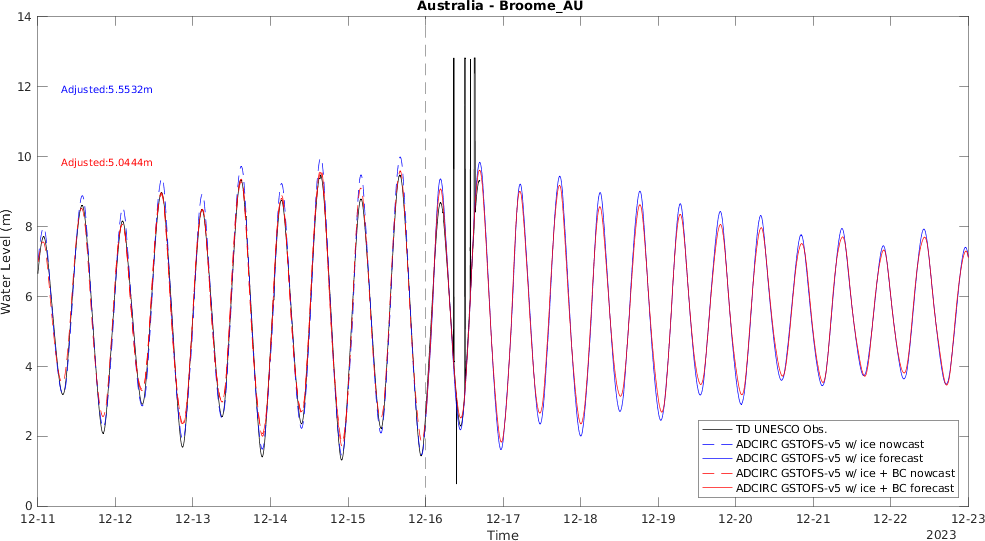 Australia - Broome_AU
14
12
10
8
6
4
2
0
Water Level (m)
Adjusted:5.5532m
Adjusted:5.0444m
TD UNESCO Obs.
ADCIRC GSTOFS-v5 w/ ice nowcast
ADCIRC GSTOFS-v5 w/ ice forecast
ADCIRC GSTOFS-v5 w/ ice + BC nowcast
ADCIRC GSTOFS-v5 w/ ice + BC forecast
12-11 12-12 12-13 12-14 12-15 12-16 12-17 12-18 12-19 12-20 12-21 12-22 12-23
Time
2023